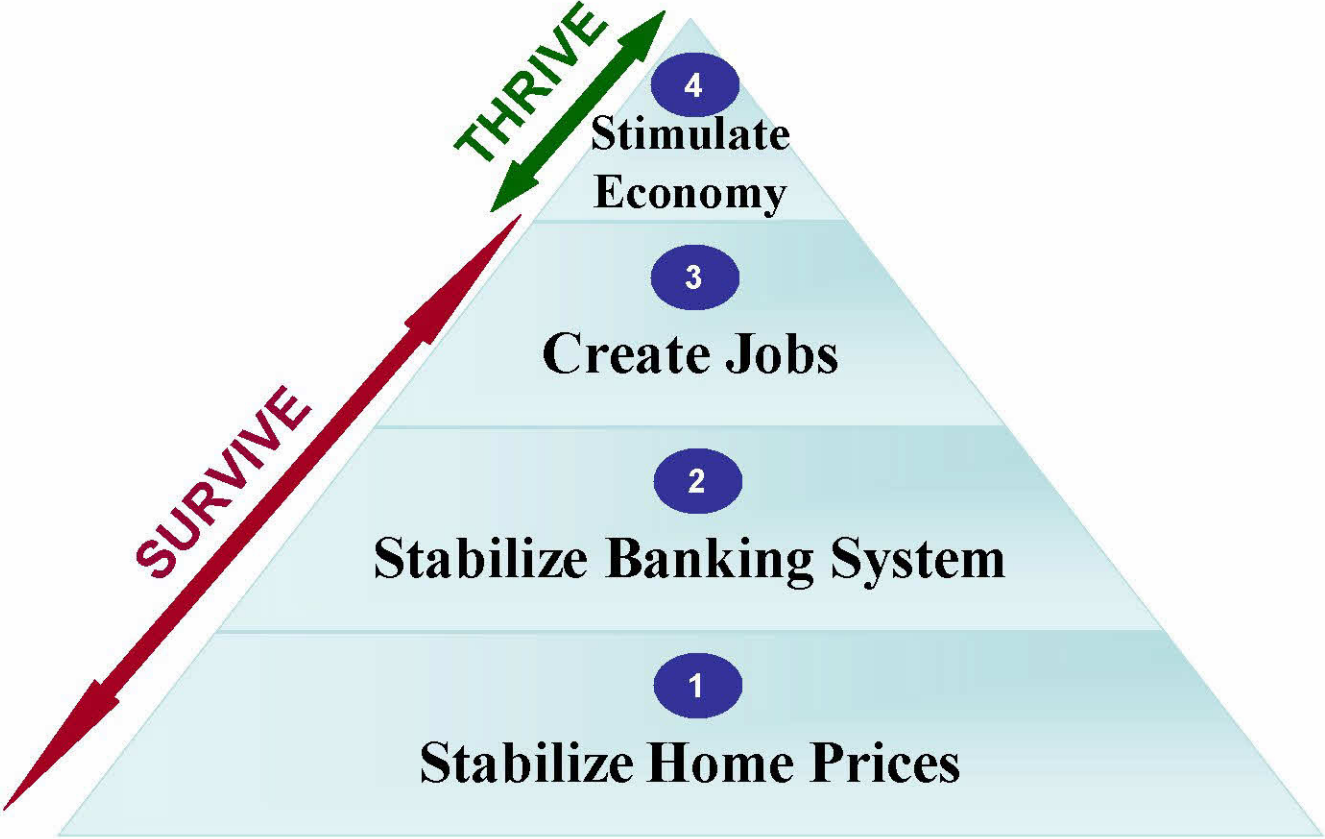 THRIVE
4
Stimulate
Economy
3
Create Jobs
SURVIVE
2
Stabilize Banking System
1
Stabilize Home Prices